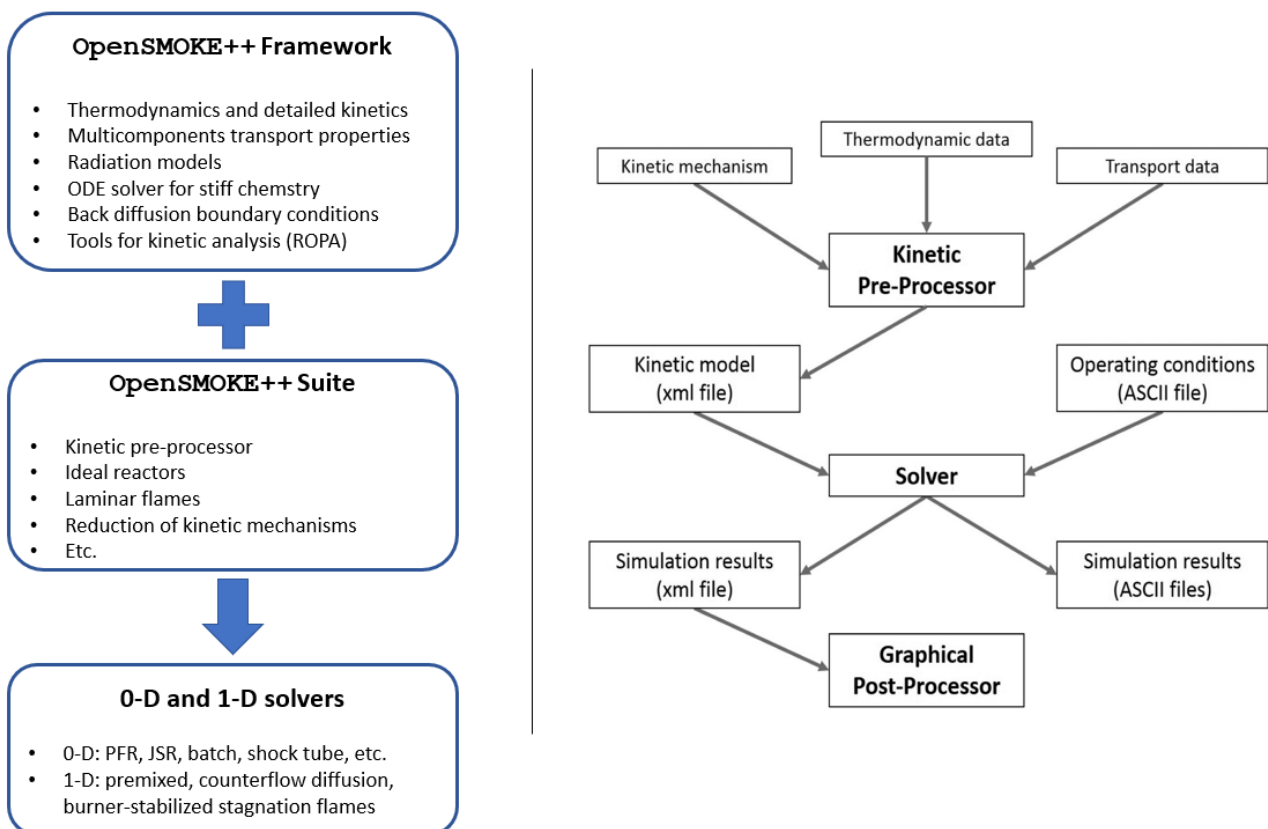 OpenSMOKE++ Framework
• Thermodynamics and detailed kinetics
• Multicomponents transport properties
• Radiation models
• ODE solver for stiff chemstry
• Back diffusion boundary conditions
• Tools for kinetic analysis (ROPA)
OpenSMOKE++ Suite
• Kinetic pre-processor
• Ideal reactors
• Laminar flames
• Reduction of kinetic mechanisms
• Etc.
0-D and 1-D solvers
• 0-D: PFR, JSR, batch, shock tube, etc.
• 1-D: premixed, counterflow diffusion,
burner-stabilized stagnation flames
Kinetic mechanism
Thermodynamic data
Transport data
Kinetic
Pre-Processor
Kinetic model
(xml file)
Operating conditions
(ASCII file)
Solver
Simulation results
(xml file)
Simulation results
(ASCII files)
Graphical
Post-Processor